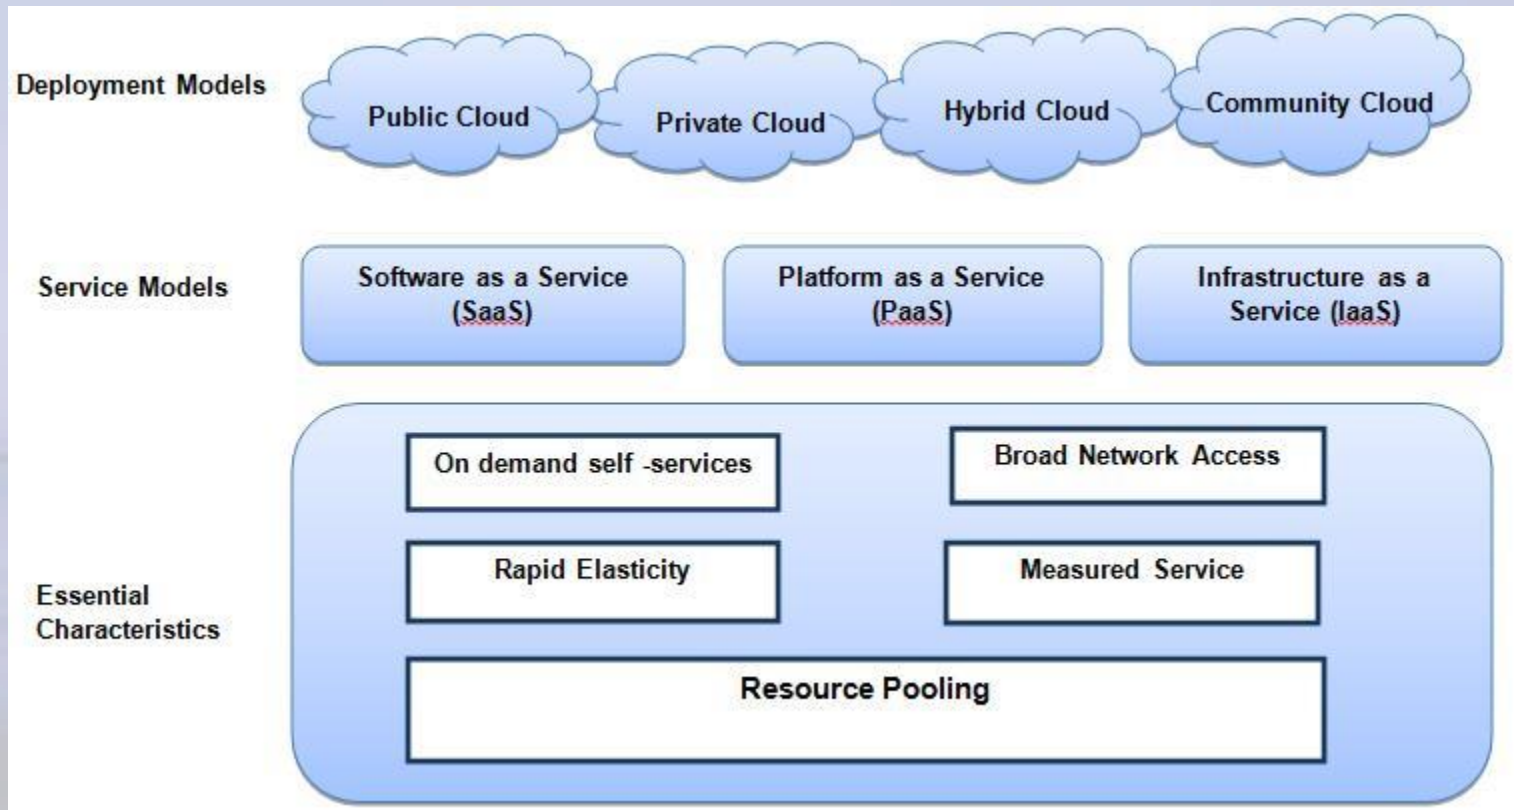 Deployment Models
Public Cloud
Private Cloud
Hybrid Cloud
Community Cloud
Service Models
Software as a Service
(SaaS)
Platform as a Service
(PaaS)
Infrastructure as a
Service (IaaS)
Essential
Characteristics
On demand self -services
Broad Network Access
Rapid Elasticity
Measured Service
Resource Pooling